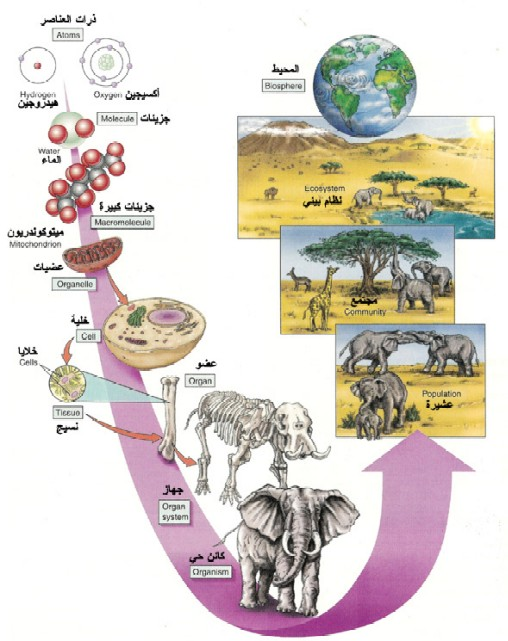 ذرات العناصر
Atoms
Hydrogen
هيدروجين
Oxygen
أكسيجين
Molecule
جزيئات
Water
الماء
جزيئات كبيرة
Macromolecule
ميتوكوندريون
Mitochondrion
عضيات
Organelle
خلية
Cell
خلايا
Cells
Tissue
نسيج
عضو
Organ
جهاز
Organ
system
كائن حي
Organism
المحيط
Biosphere
Ecosystem
نظام بيئي
مجتمع
Community
Population
عشيرة